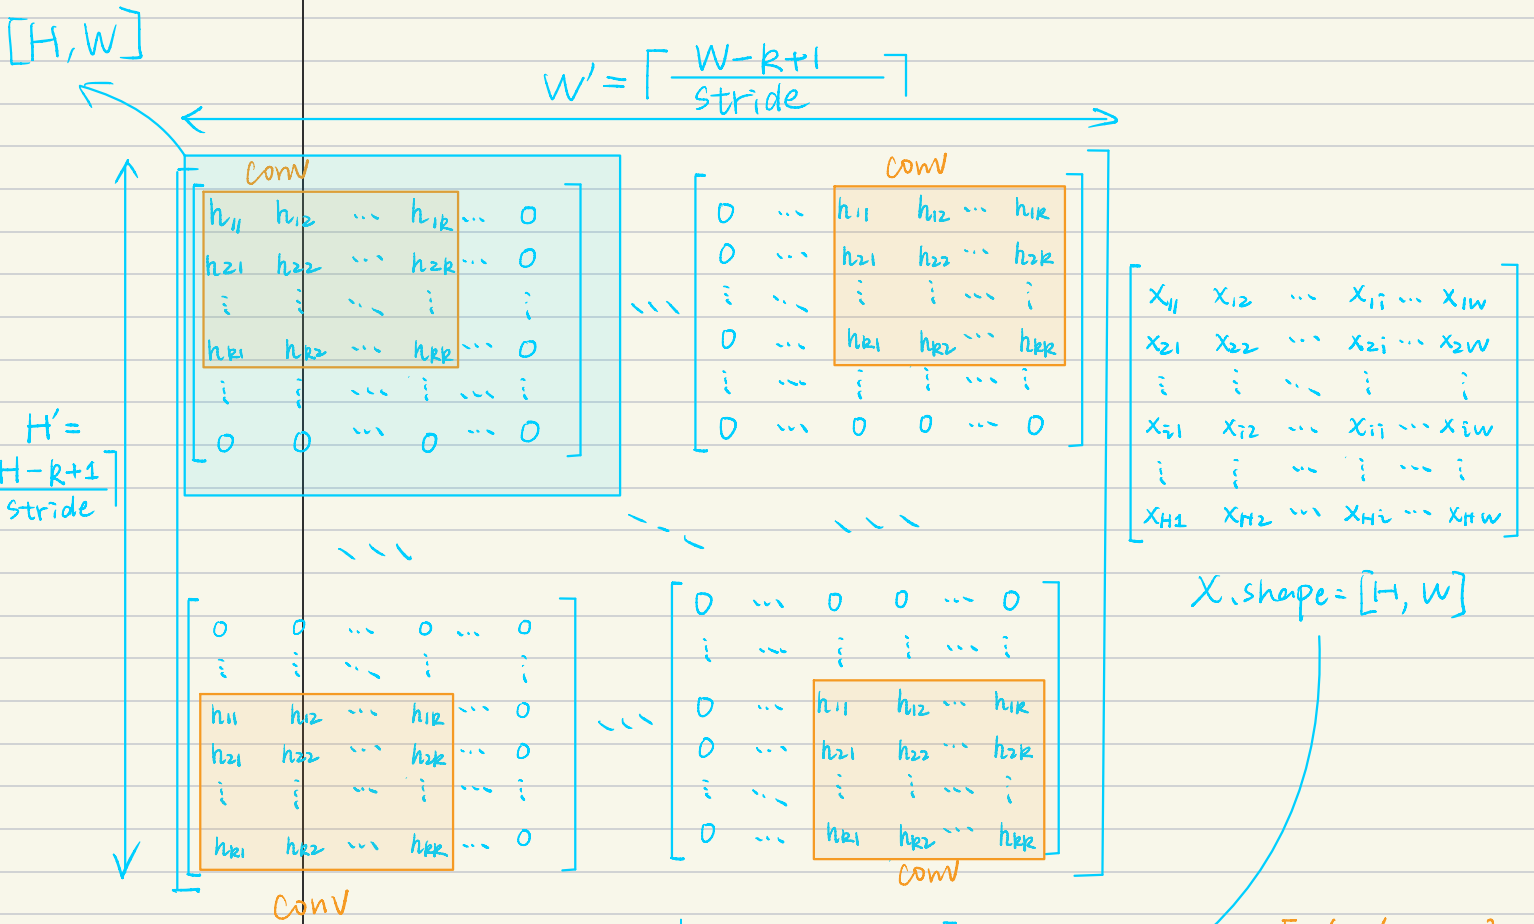 [H, W]
W' = ⌈ W-k+1 / stride ⌉
conv
h11 h12 ⋯ h1k ⋯ 0
h21 h22 ⋯ h2k ⋯ 0
⋮ ⋮ ⋱ ⋮ ⋮
hk1 hk2 ⋯ hkk ⋯ 0
⋮ ⋮ ⋯ ⋮ ⋯ ⋮
0 0 ⋯ 0 ⋯ 0
⋯
conv
0 ⋯ h11 h12 ⋯ h1k
0 ⋯ h21 h22 ⋯ h2k
⋮ ⋱ ⋮ ⋮ ⋯ ⋮
0 ⋯ hk1 hk2 ⋯ hkk
⋮ ⋯ ⋮ ⋮ ⋯ ⋮
0 ⋯ 0 0 ⋯ 0
x11 x12 ⋯ x1i ⋯ x1w
x21 x22 ⋯ x2i ⋯ x2w
⋮ ⋮ ⋱ ⋮ ⋮
xi1 xi2 ⋯ xii ⋯ xiw
⋮ ⋮ ⋯ ⋮ ⋯ ⋮
xH1 xH2 ⋯ xHi ⋯ xHw
X.shape = [H, W]
H' =
H-k+1 ⌉
stride
⋯ ⋱ ⋯
0 0 ⋯ 0 ⋯ 0
⋮ ⋮ ⋱ ⋮ ⋮
h11 h12 ⋯ h1k ⋯ 0
h21 h22 ⋯ h2k ⋯ 0
⋮ ⋮ ⋯ ⋮ ⋯ ⋮
hk1 hk2 ⋯ hkk ⋯ 0
conv
⋯
0 ⋯ 0 0 ⋯ 0
⋮ ⋯ ⋮ ⋮ ⋯ ⋮
0 ⋯ h11 h12 ⋯ h1k
0 ⋯ h21 h22 ⋯ h2k
⋮ ⋱ ⋮ ⋮ ⋯ ⋮
0 ⋯ hk1 hk2 ⋯ hkk
conv